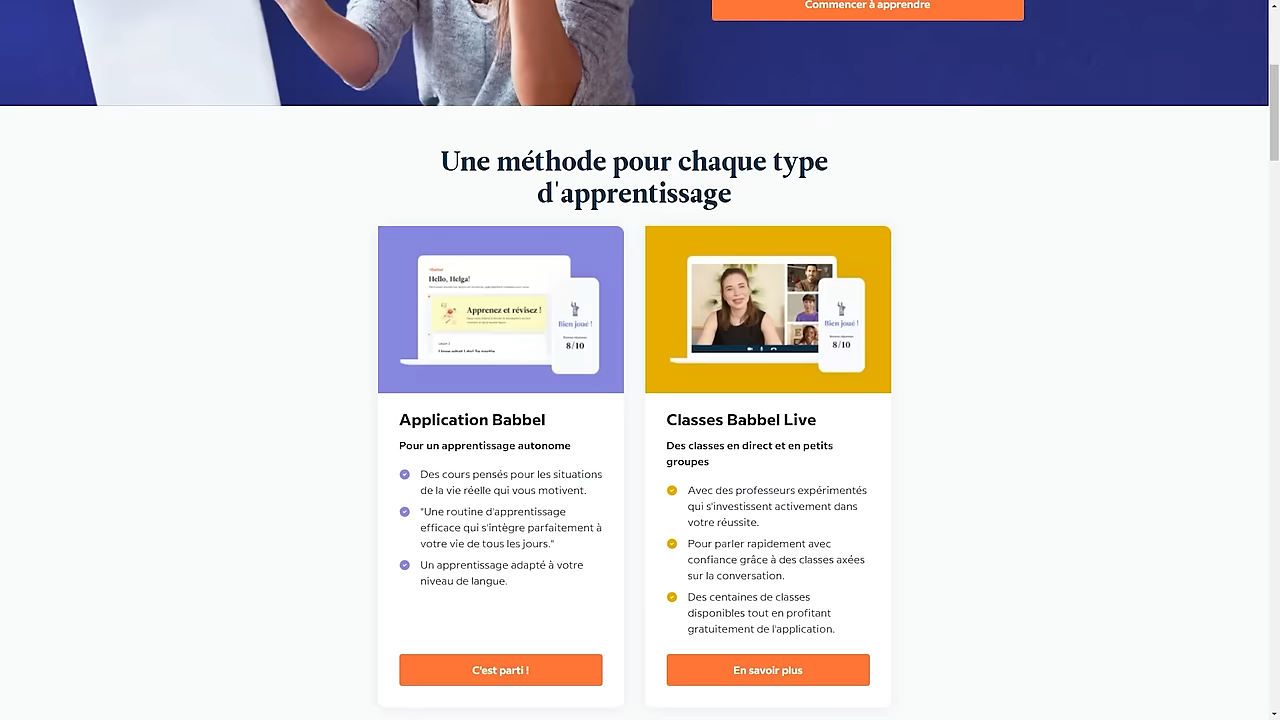 Commencer à apprendre
Une méthode pour chaque type
d'apprentissage
Hello, Helga!
Apprenez et révisez !
Bien joué !
8/10
Bien joué !
8/10
Application Babbel
Pour un apprentissage autonome
Des cours pensés pour les situations
de la vie réelle qui vous motivent.
"Une routine d'apprentissage
efficace qui s'intègre parfaitement à
votre vie de tous les jours."
Un apprentissage adapté à votre
niveau de langue.
C'est parti !
Classes Babbel Live
Des classes en direct et en petits
groupes
Avec des professeurs expérimentés
qui s'investissent activement dans
votre réussite.
Pour parler rapidement avec
confiance grâce à des classes axées
sur la conversation.
Des centaines de classes
disponibles tout en profitant
gratuitement de l'application.
En savoir plus